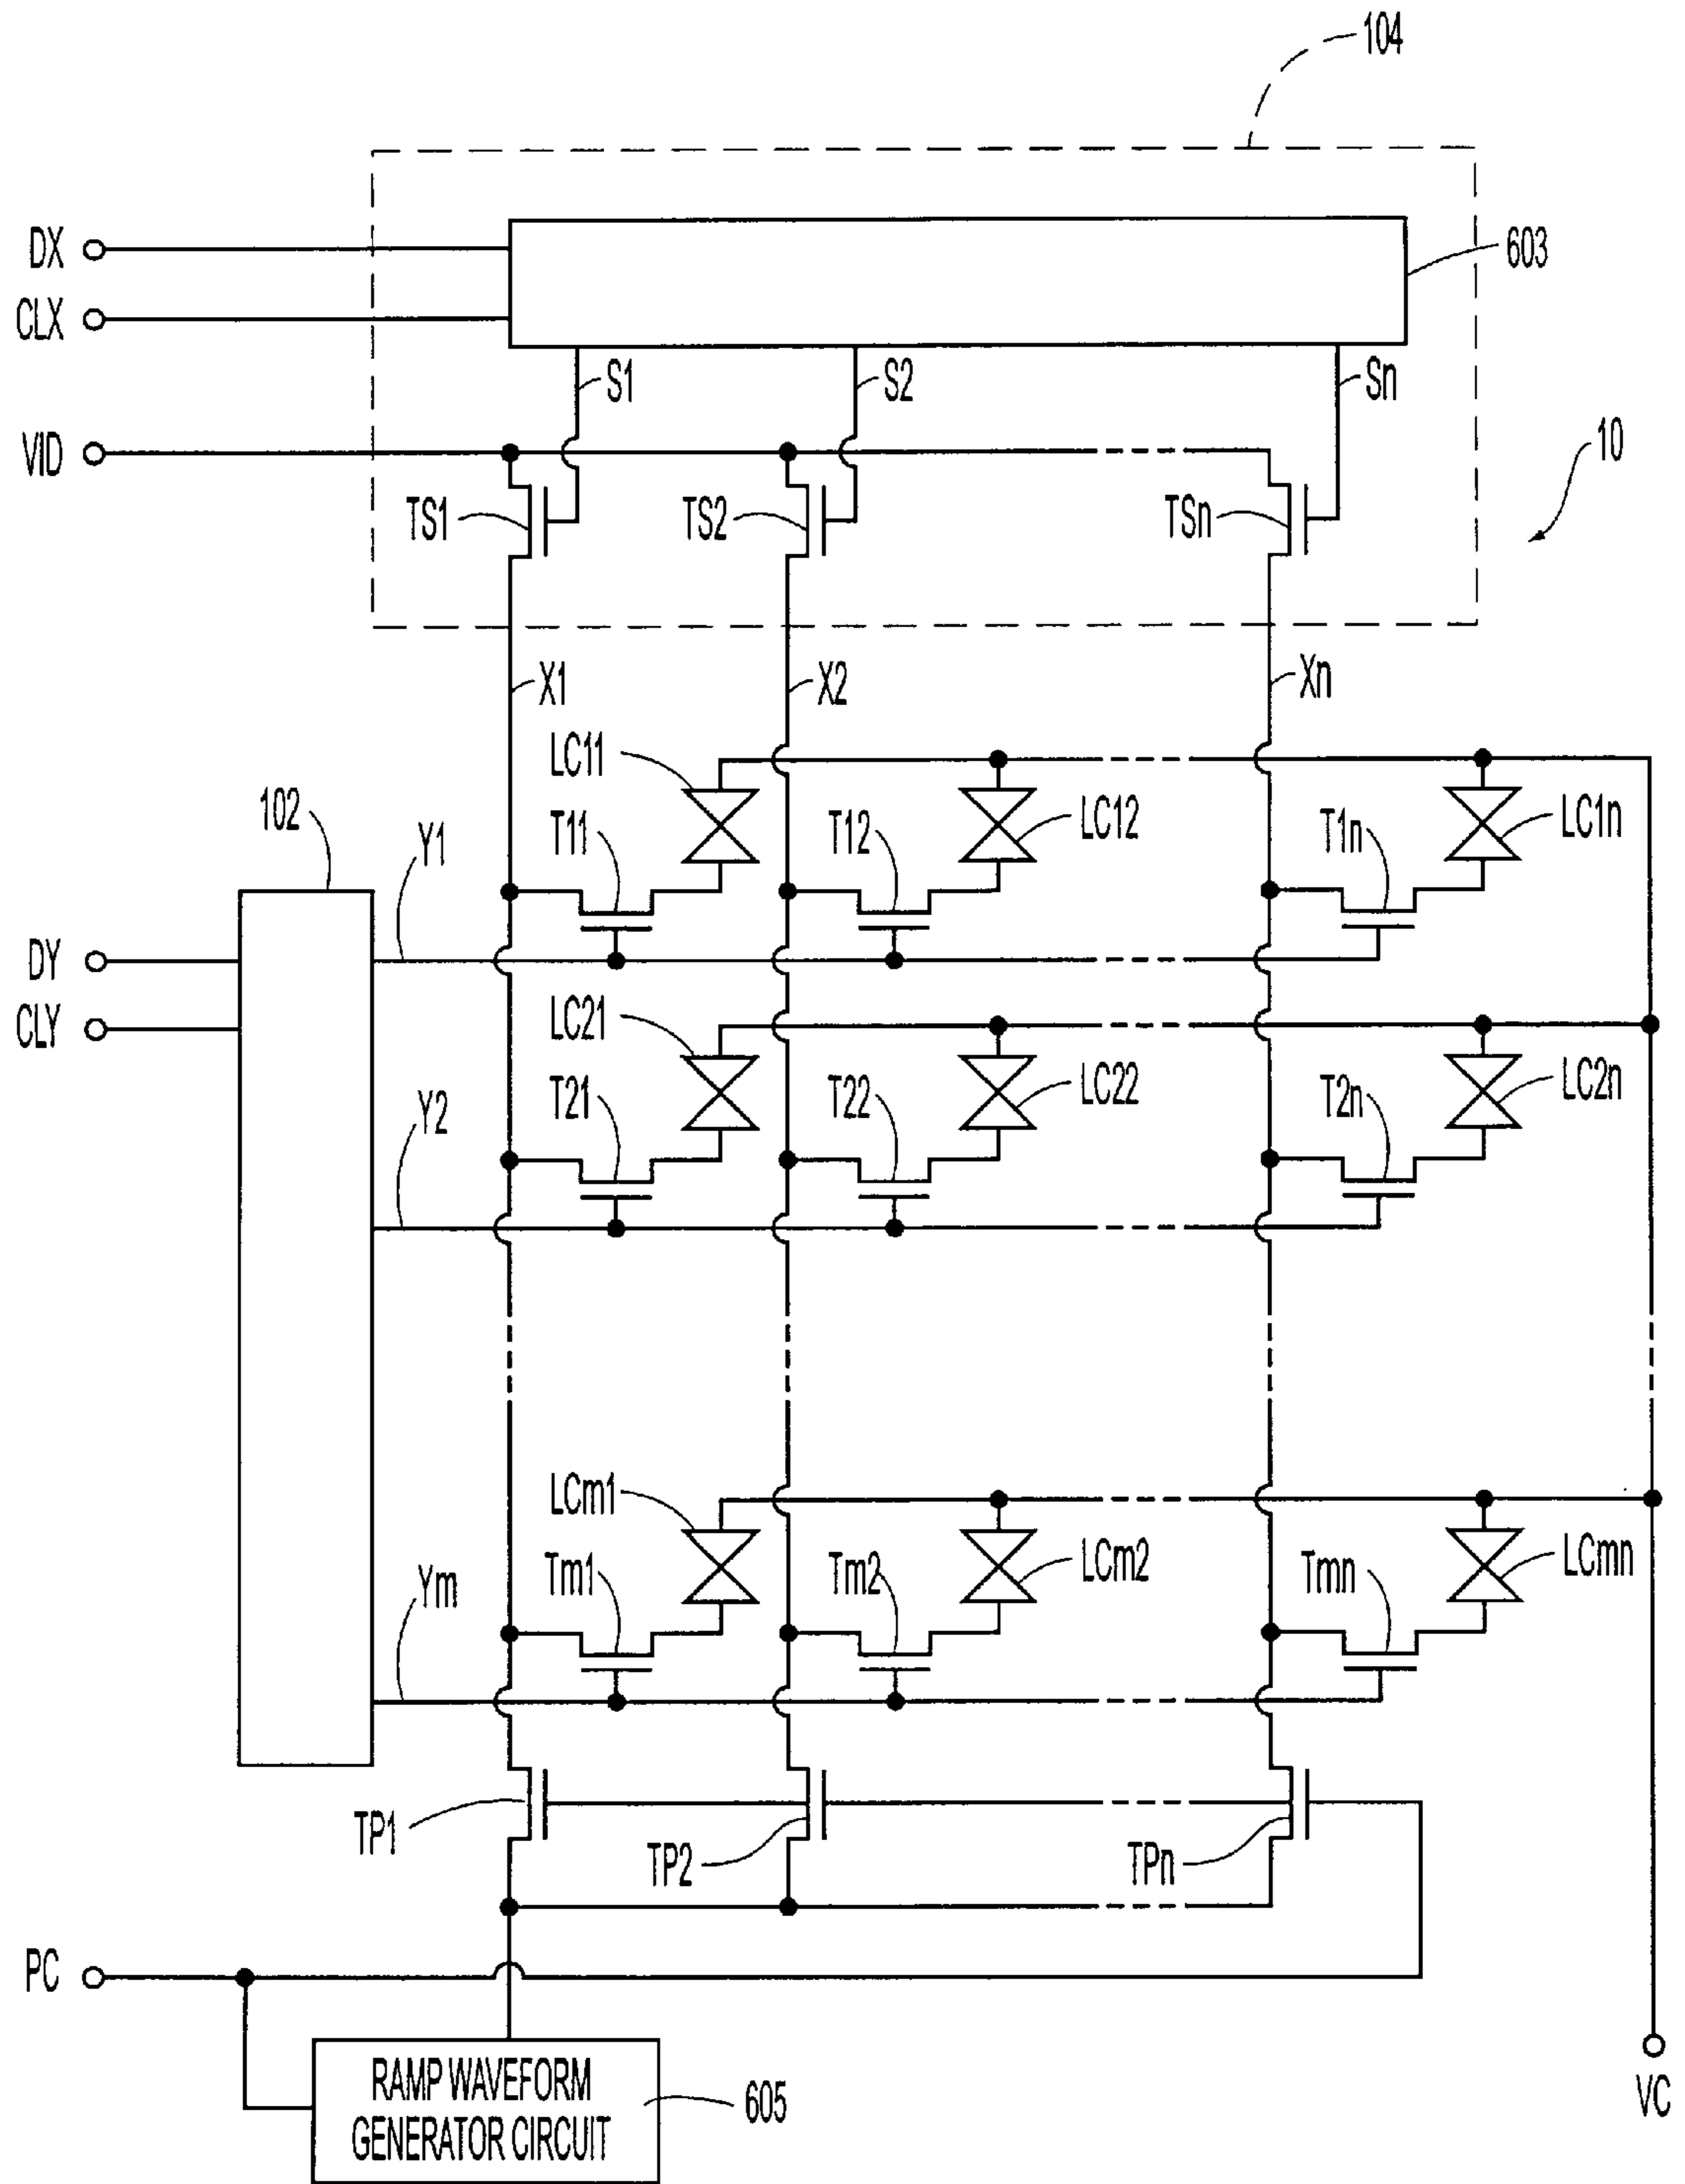 104
DX
603
CLX
S1
S2
Sn
VID
10
TS1
TS2
TSn
X1
X2
Xn
LC11
102
Y1
T11
T12
LC12
T1n
LC1n
DY
CLY
LC21
Y2
T21
T22
LC22
T2n
LC2n
LCm1
Ym
Tm1
Tm2
LCm2
Tmn
LCmn
TP1
TP2
TPn
PC
RAMP WAVEFORM
GENERATOR CIRCUIT
605
VC